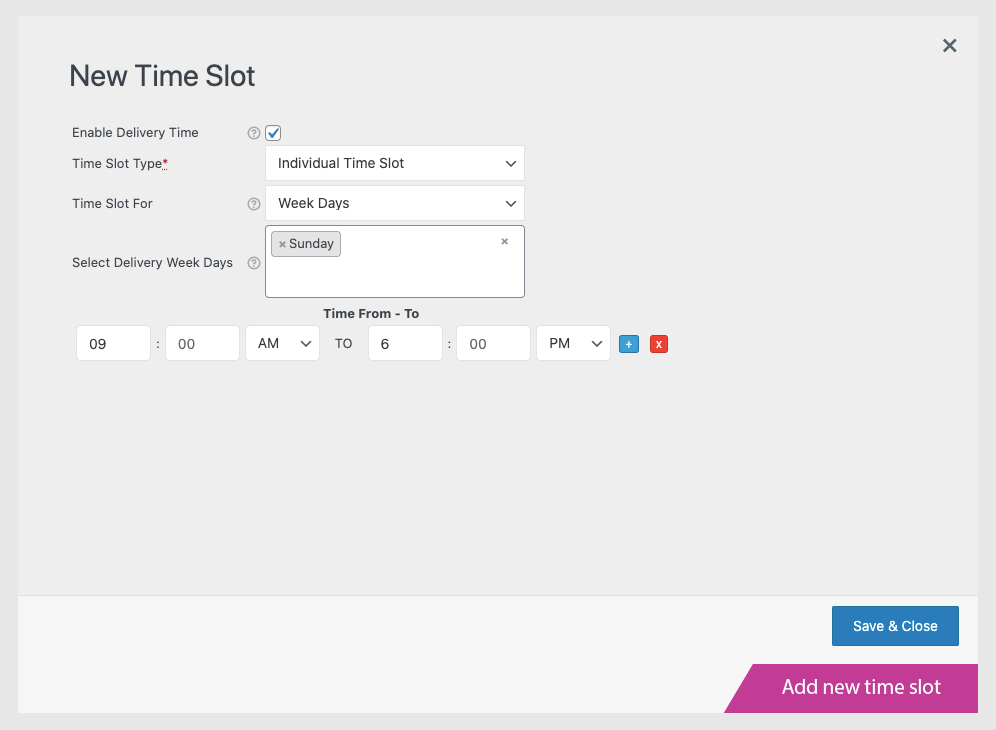 New Time Slot
Enable Delivery Time ?
Time Slot Type* Individual Time Slot
Time Slot For ? Week Days
Select Delivery Week Days ? × Sunday ×
Time From - To
09 : 00 AM TO 6 : 00 PM + x
Save & Close
Add new time slot